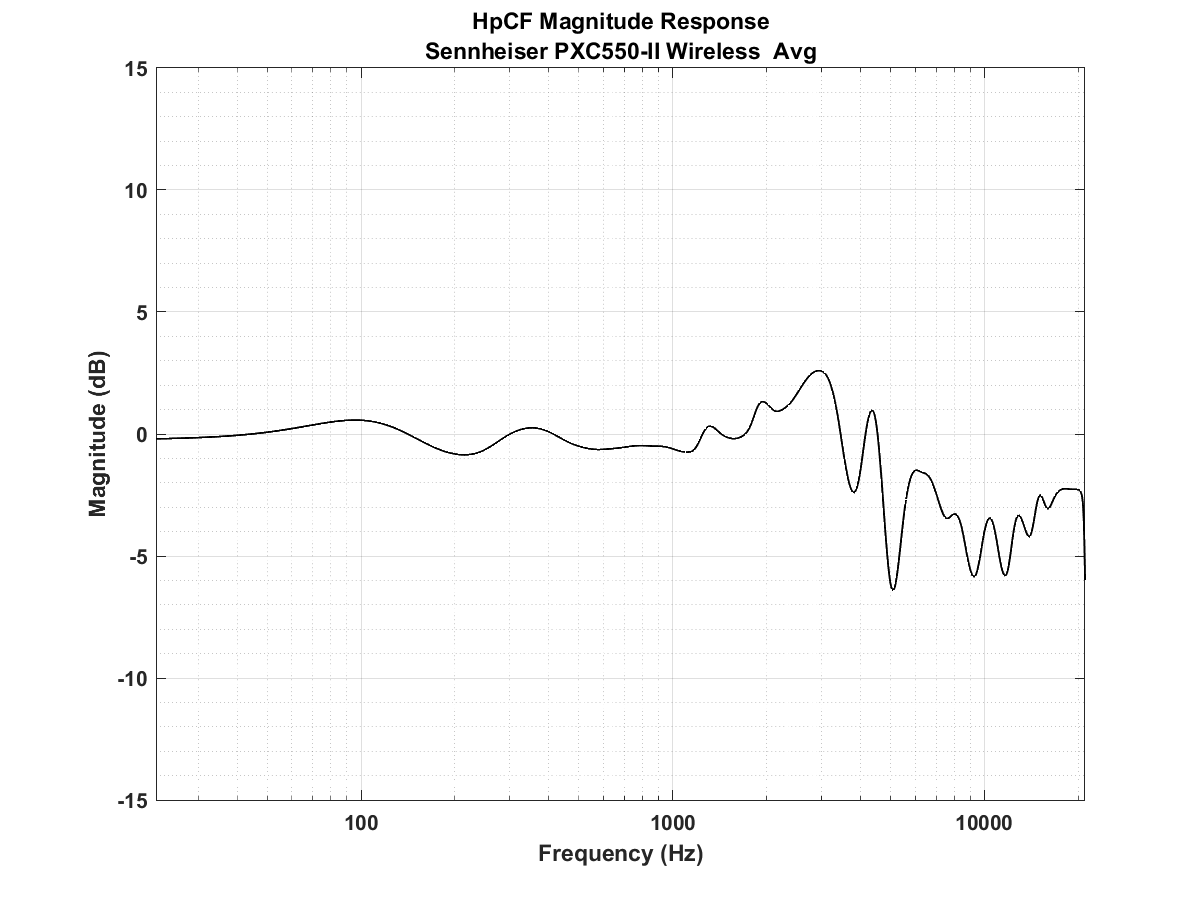 HpCF Magnitude Response
Sennheiser PXC550-II Wireless  Avg
15
10
5
0
-5
-10
-15
Magnitude (dB)
100
1000
10000
Frequency (Hz)